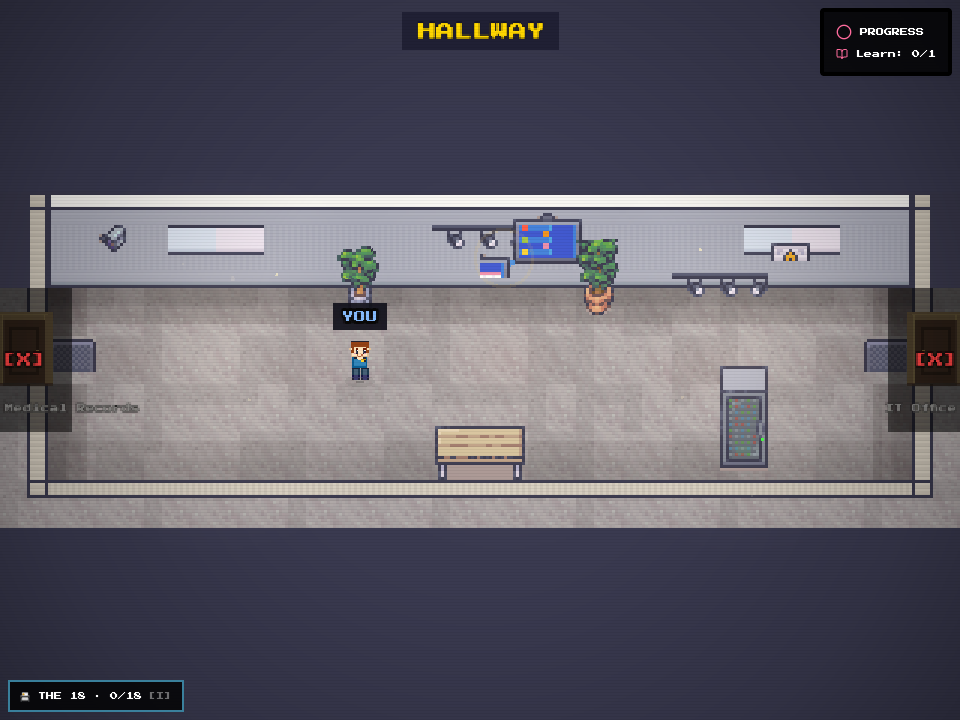 HALLWAY
PROGRESS
Learn: 0/1
YOU
[X]
[X]
Medical Records
IT Office
THE 18 · 0/18 [I]